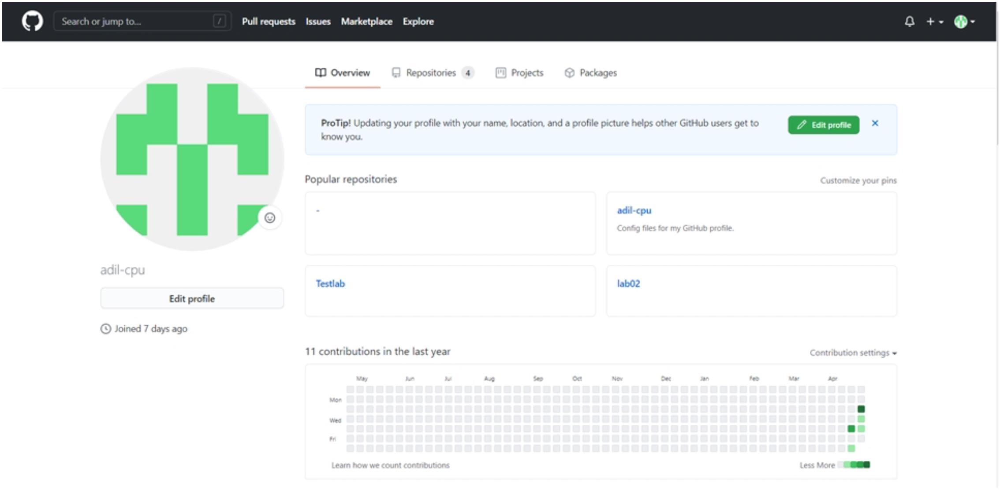 Search or jump to... /
Pull requests Issues Marketplace Explore
Overview Repositories 4 Projects Packages
ProTip! Updating your profile with your name, location, and a profile picture helps other GitHub users get to
know you.
Edit profile
Popular repositories
Customize your pins
-
adil-cpu
Config files for my GitHub profile.
Testlab
lab02
adil-cpu
Edit profile
Joined 7 days ago
11 contributions in the last year
Contribution settings
May Jun Jul Aug Sep Oct Nov Dec Jan Feb Mar Apr
Mon
Wed
Fri
Learn how we count contributions
Less More